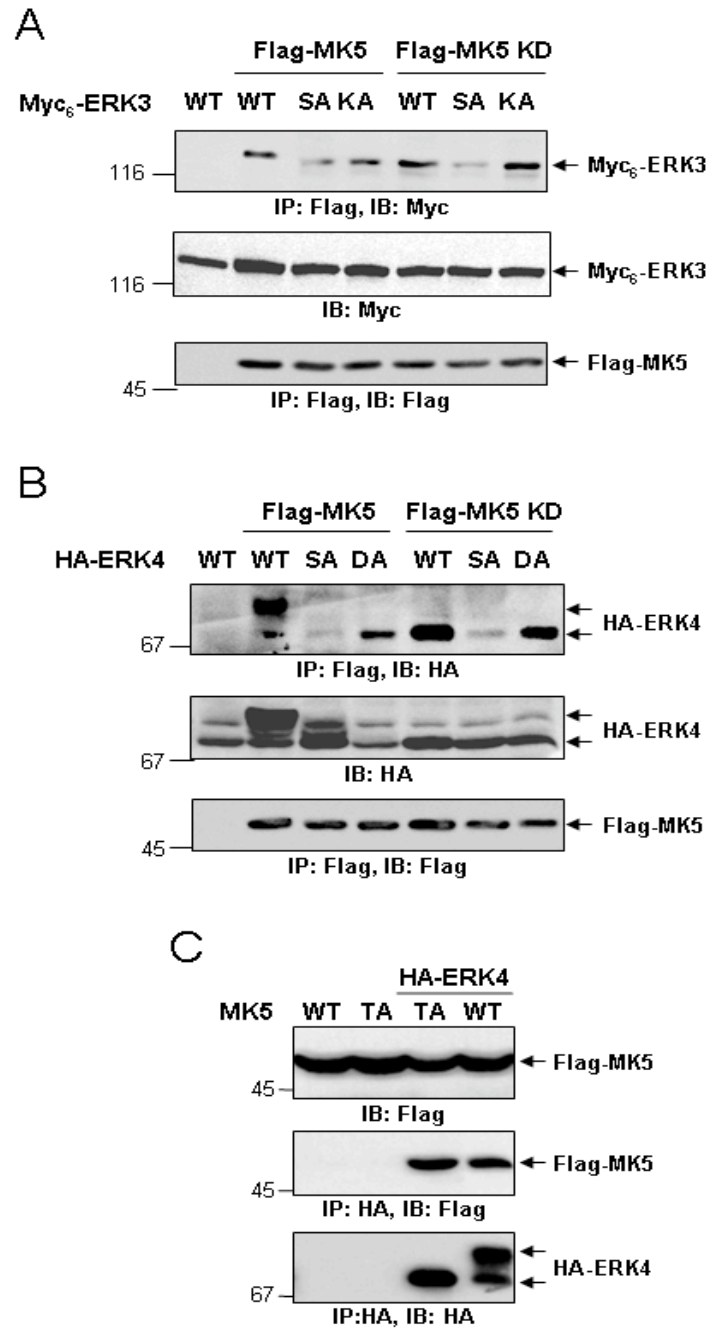 A
Flag-MK5 Flag-MK5 KD
Myc₆-ERK3 WT WT SA KA WT SA KA
116 Myc₆-ERK3
IP: Flag, IB: Myc
116 Myc₆-ERK3
IB: Myc
45 Flag-MK5
IP: Flag, IB: Flag
B
Flag-MK5 Flag-MK5 KD
HA-ERK4 WT WT SA DA WT SA DA
67 HA-ERK4
IP: Flag, IB: HA
67 HA-ERK4
IB: HA
45 Flag-MK5
IP: Flag, IB: Flag
C
HA-ERK4
MK5 WT TA TA WT
45 Flag-MK5
IB: Flag
45 Flag-MK5
IP: HA, IB: Flag
67 HA-ERK4
IP:HA, IB: HA